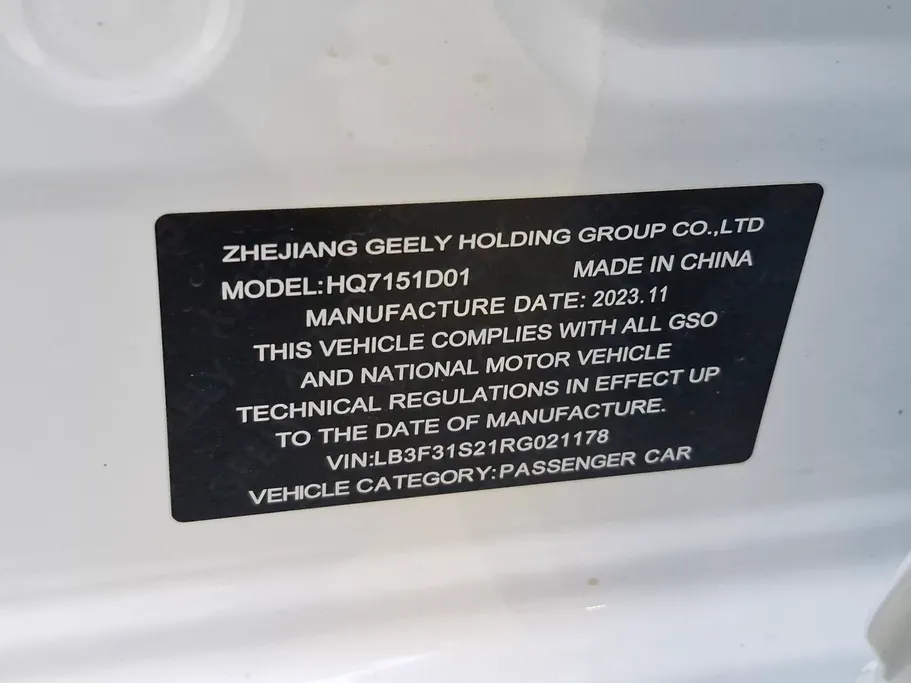 ZHEJIANG GEELY HOLDING GROUP CO.,LTD
MODEL:HQ7151D01 MADE IN CHINA
MANUFACTURE DATE: 2023.11
THIS VEHICLE COMPLIES WITH ALL GSO
AND NATIONAL MOTOR VEHICLE
TECHNICAL REGULATIONS IN EFFECT UP
TO THE DATE OF MANUFACTURE.
VIN:LB3F31S21RG021178
VEHICLE CATEGORY:PASSENGER CAR